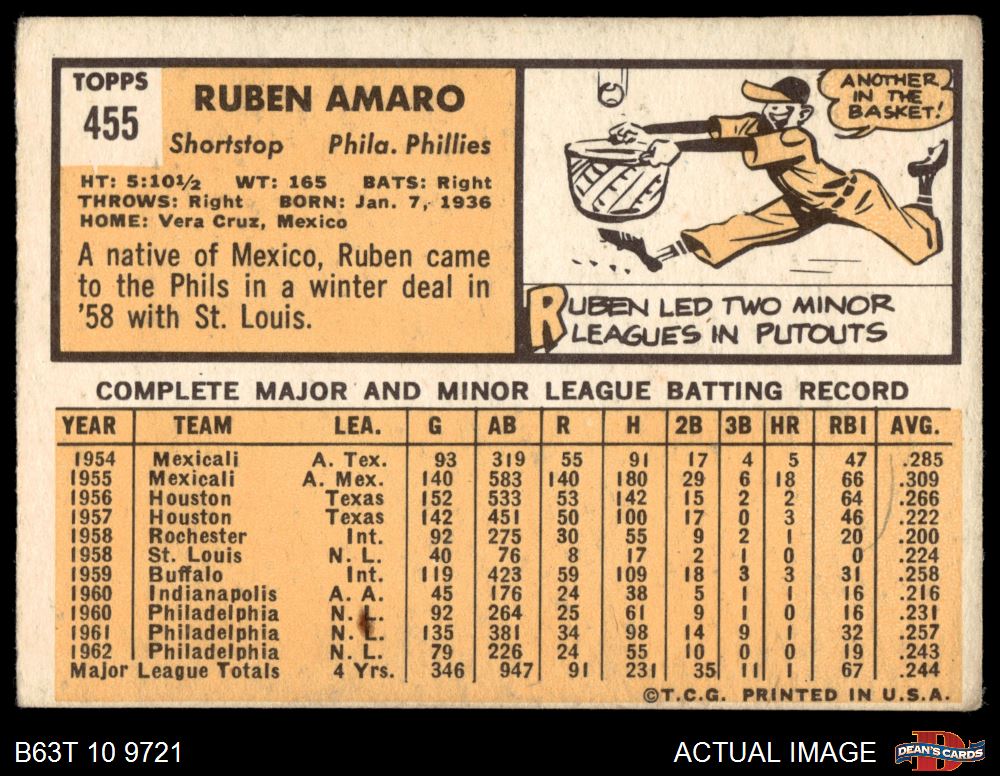 TOPPS
455
RUBEN AMARO
Shortstop Phila. Phillies
HT: 5:10½ WT: 165 BATS: Right
THROWS: Right BORN: Jan. 7, 1936
HOME: Vera Cruz, Mexico
A native of Mexico, Ruben came
to the Phils in a winter deal in
'58 with St. Louis.
ANOTHER
IN THE
BASKET!
RUBEN LED TWO MINOR
LEAGUES IN PUTOUTS
COMPLETE MAJOR AND MINOR LEAGUE BATTING RECORD
YEAR TEAM LEA. G AB R H 2B 3B HR RBI AVG.
1954 Mexicali A. Tex. 93 319 55 91 17 4 5 47 .285
1955 Mexicali A. Mex. 140 583 140 180 29 6 18 66 .309
1956 Houston Texas 152 533 53 142 15 2 2 64 .266
1957 Houston Texas 142 451 50 100 17 0 3 46 .222
1958 Rochester Int. 92 275 30 55 9 2 1 20 .200
1958 St. Louis N. L. 40 76 8 17 2 1 0 0 .224
1959 Buffalo Int. 119 423 59 109 18 3 3 31 .258
1960 Indianapolis A. A. 45 176 24 38 5 1 1 16 .216
1960 Philadelphia N. L. 92 264 25 61 9 1 0 16 .231
1961 Philadelphia N. L. 135 381 34 98 14 9 1 32 .257
1962 Philadelphia N. L. 79 226 24 55 10 0 0 19 .243
Major League Totals 4 Yrs. 346 947 91 231 35 11 1 67 .244
©T.C.G. PRINTED IN U.S.A.
B63T 10 9721 ACTUAL IMAGE DEAN'S CARDS